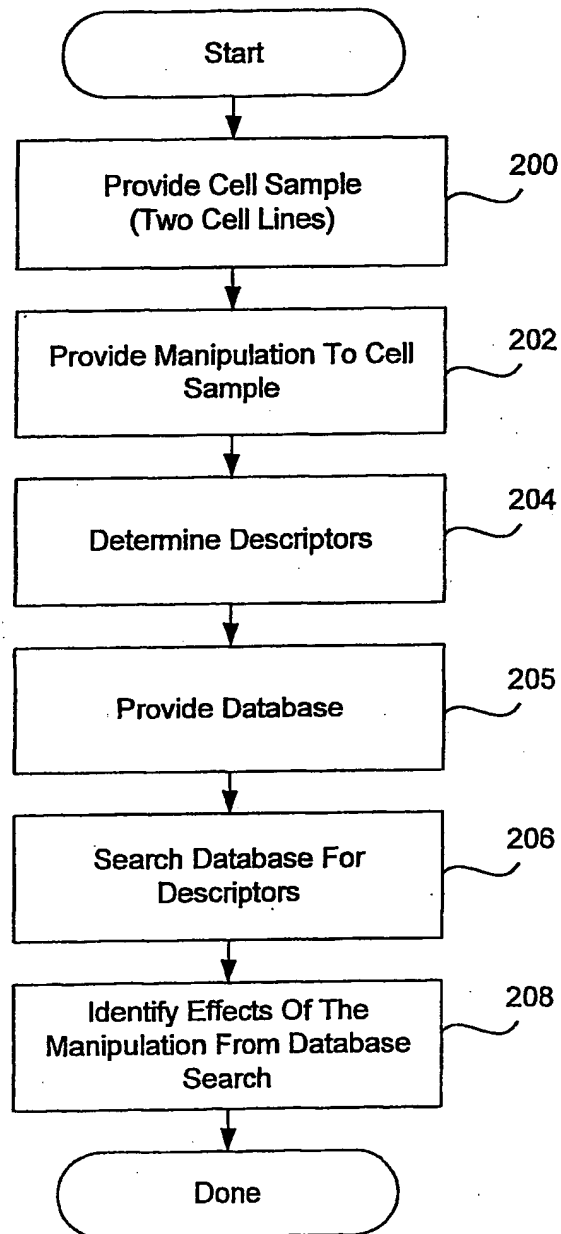 Start
Provide Cell Sample
(Two Cell Lines)
200
Provide Manipulation To Cell
Sample
202
Determine Descriptors
204
Provide Database
205
Search Database For
Descriptors
206
Identify Effects Of The
Manipulation From Database
Search
208
Done